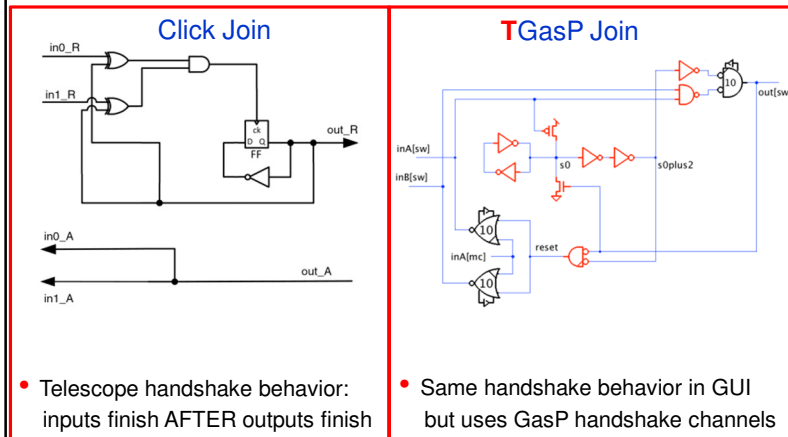 Click Join
in0_R
in1_R
ck
D Q
FF
out_R
in0_A
out_A
in1_A
• Telescope handshake behavior:
inputs finish AFTER outputs finish
TGasP Join
10
out[sw
inA[sw]
s0
s0plus2
inB[sw]
10
inA[mc]
reset
10
• Same handshake behavior in GUI
but uses GasP handshake channels